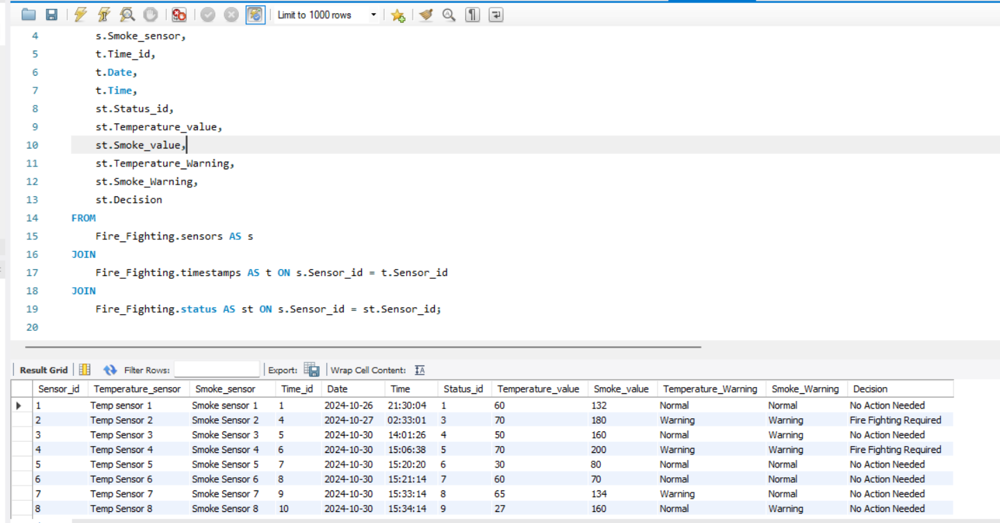 Limit to 1000 rows
4 s.Smoke_sensor,
5 t.Time_id,
6 t.Date,
7 t.Time,
8 st.Status_id,
9 st.Temperature_value,
10 st.Smoke_value,
11 st.Temperature_Warning,
12 st.Smoke_Warning,
13 st.Decision
14 FROM
15 Fire_Fighting.sensors AS s
16 JOIN
17 Fire_Fighting.timestamps AS t ON s.Sensor_id = t.Sensor_id
18 JOIN
19 Fire_Fighting.status AS st ON s.Sensor_id = st.Sensor_id;
20
Result Grid Filter Rows: Export: Wrap Cell Content:
Sensor_id Temperature_sensor Smoke_sensor Time_id Date Time Status_id Temperature_value Smoke_value Temperature_Warning Smoke_Warning Decision
1 Temp sensor 1 Smoke sensor 1 1 2024-10-26 21:30:04 1 60 132 Normal Normal No Action Needed
2 Temp Sensor 2 Smoke Sensor 2 4 2024-10-27 02:33:01 3 70 180 Warning Warning Fire Fighting Required
3 Temp Sensor 3 Smoke Sensor 3 5 2024-10-30 14:01:26 4 50 160 Normal Warning No Action Needed
4 Temp Sensor 4 Smoke Sensor 4 6 2024-10-30 15:06:38 5 70 200 Warning Warning Fire Fighting Required
5 Temp Sensor 5 Smoke Sensor 5 7 2024-10-30 15:20:20 6 30 80 Normal Normal No Action Needed
6 Temp Sensor 6 Smoke Sensor 6 8 2024-10-30 15:21:14 7 60 70 Normal Normal No Action Needed
7 Temp Sensor 7 Smoke Sensor 7 9 2024-10-30 15:33:14 8 65 134 Warning Normal No Action Needed
8 Temp Sensor 8 Smoke Sensor 8 10 2024-10-30 15:34:14 9 27 160 Normal Warning No Action Needed